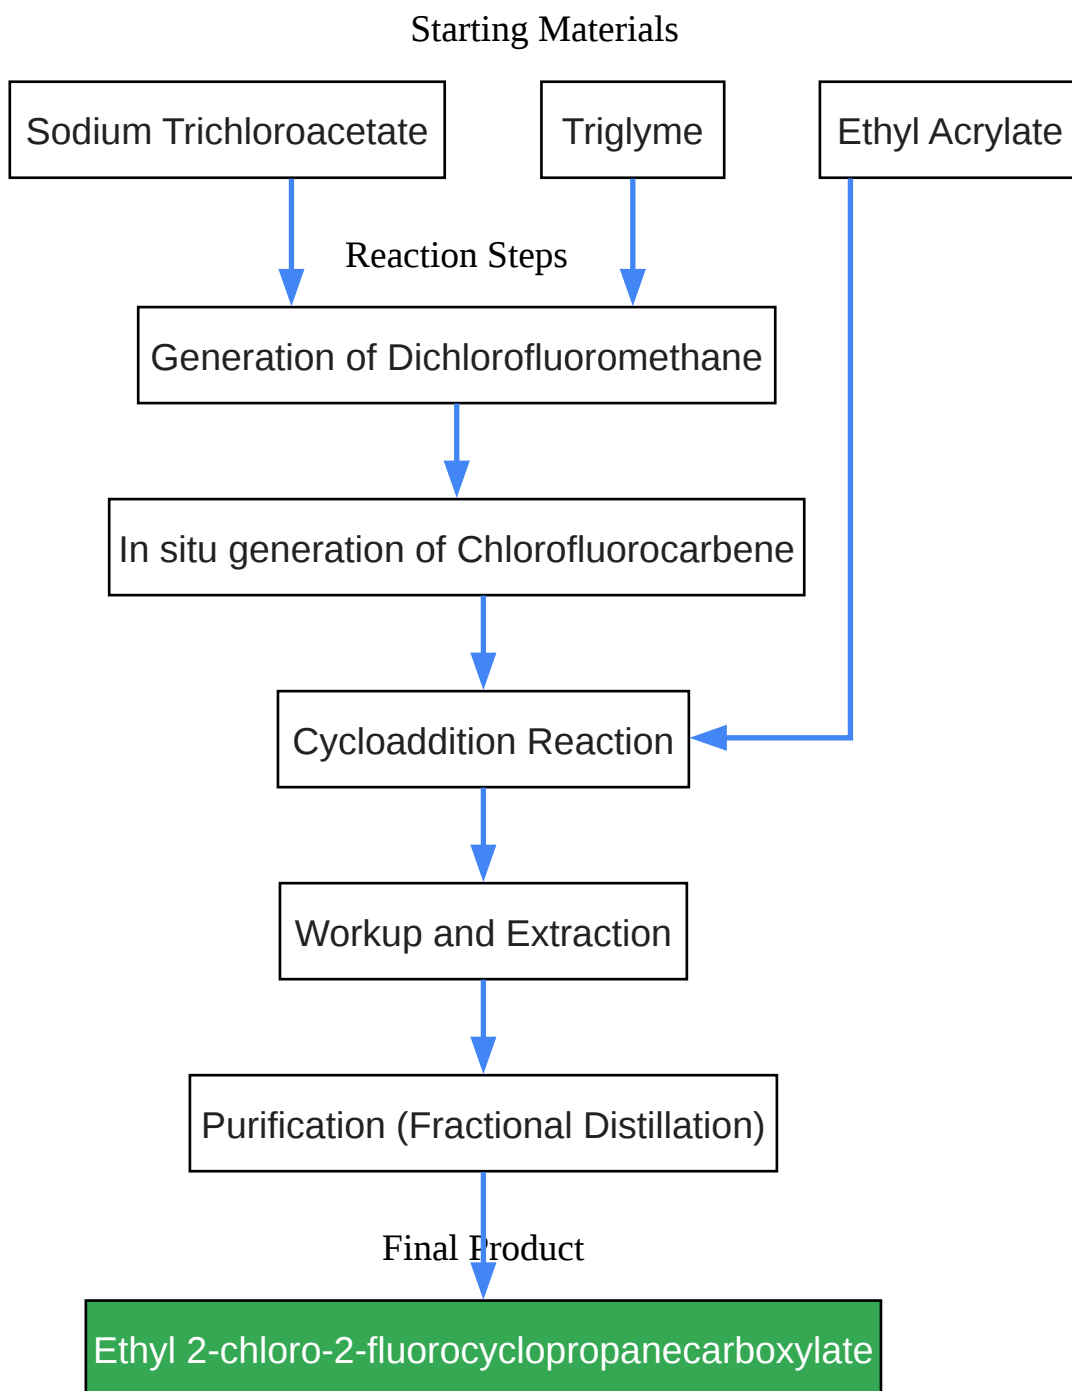 Starting Materials
Sodium Trichloroacetate
Triglyme
Ethyl Acrylate
Reaction Steps
Generation of Dichlorofluoromethane
In situ generation of Chlorofluorocarbene
Cycloaddition Reaction
Workup and Extraction
Purification (Fractional Distillation)
Final Product
Ethyl 2-chloro-2-fluorocyclopropanecarboxylate